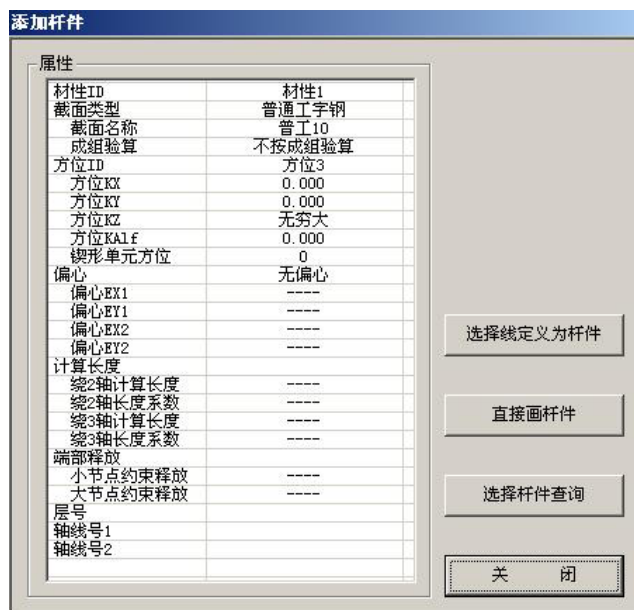 添加杆件
属性
材性ID 材性1
截面类型 普通工字钢
截面名称 普工10
成组验算 不按成组验算
方位ID 方位3
方位KX 0.000
方位KY 0.000
方位KZ 无穷大
方位KAlf 0.000
锲形单元方位 0
偏心 无偏心
偏心EX1 ----
偏心EY1 ----
偏心EX2 ----
偏心EY2 ----
计算长度
绕2轴计算长度 ----
绕2轴长度系数 ----
绕3轴计算长度 ----
绕3轴长度系数 ----
端部释放
小节点约束释放 ----
大节点约束释放 ----
层号
轴线号1
轴线号2
选择线定义为杆件
直接画杆件
选择杆件查询
关 闭